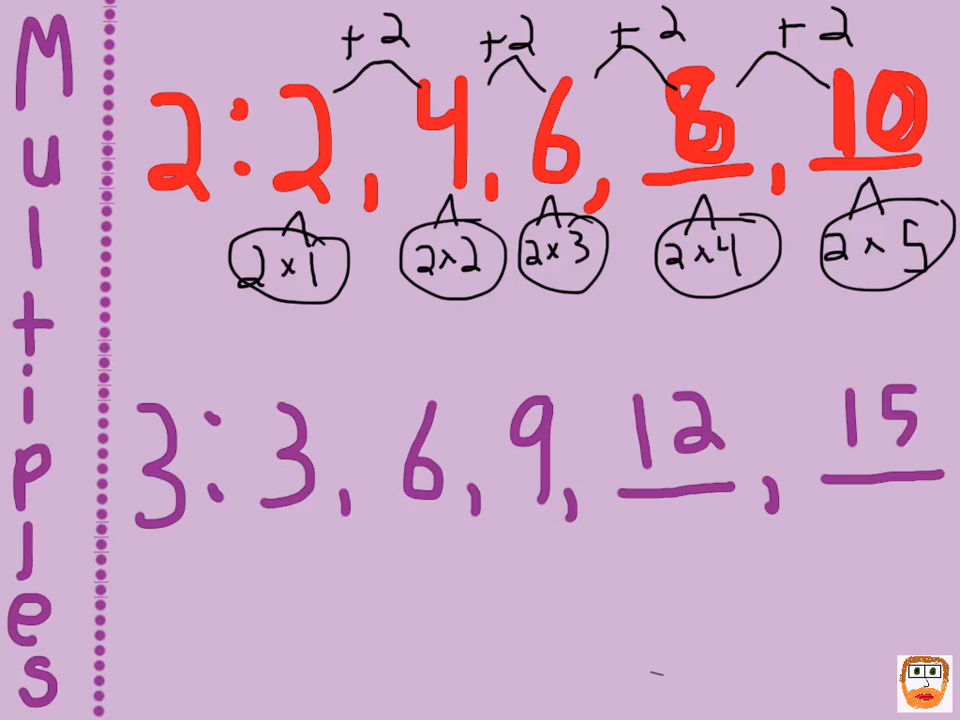 Multiples
+2 +2 +2 +2
2: 2, 4, 6, 8, 10
2x1 2x2 2x3 2x4 2x5
3: 3, 6, 9, 12, 15